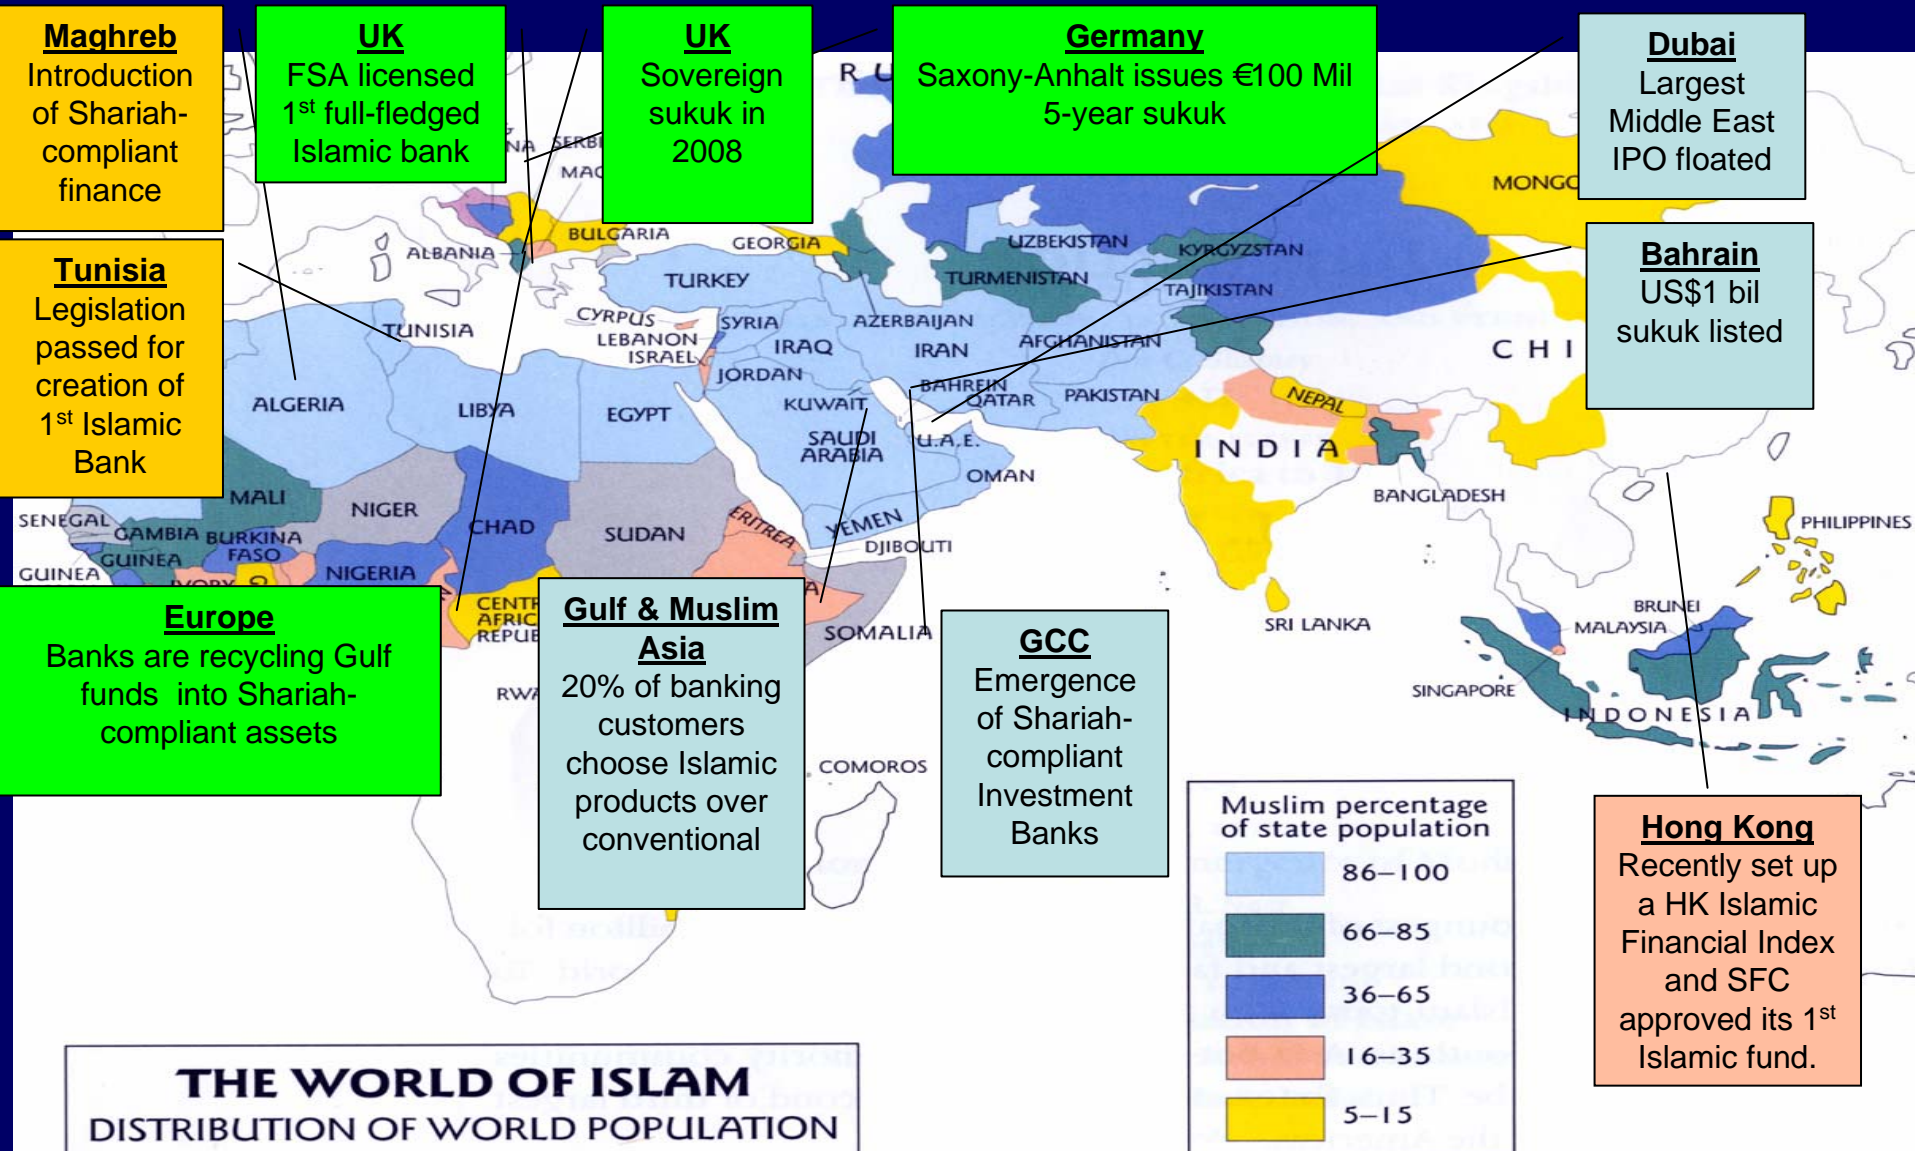 Maghreb
Introduction
of Shariah-
compliant
finance
UK
FSA licensed
1st full-fledged
Islamic bank
UK
Sovereign
sukuk in
2008
Germany
Saxony-Anhalt issues €100 Mil
5-year sukuk
Dubai
Largest
Middle East
IPO floated
Tunisia
Legislation
passed for
creation of
1st Islamic
Bank
Bahrain
US$1 bil
sukuk listed
Europe
Banks are recycling Gulf
funds into Shariah-
compliant assets
Gulf & Muslim
Asia
20% of banking
customers
choose Islamic
products over
conventional
GCC
Emergence
of Shariah-
compliant
Investment
Banks
Hong Kong
Recently set up
a HK Islamic
Financial Index
and SFC
approved its 1st
Islamic fund.
ALBANIA
BULGARIA
GEORGIA
TURKEY
UZBEKISTAN
KYRGYZSTAN
TURMENISTAN
TAJIKISTAN
TUNISIA
CYRPUS
LEBANON
ISRAEL
SYRIA
AZERBAIJAN
IRAQ
IRAN
AFGHANISTAN
JORDAN
KUWAIT
BAHREIN
QATAR
PAKISTAN
NEPAL
ALGERIA
LIBYA
EGYPT
SAUDI
ARABIA
U.A.E.
OMAN
INDIA
BANGLADESH
MALI
NIGER
CHAD
SUDAN
ERITREA
YEMEN
DJIBOUTI
SENEGAL
GAMBIA
BURKINA
FASO
GUINEA
GUINEA
NIGERIA
SOMALIA
SRI LANKA
PHILIPPINES
BRUNEI
MALAYSIA
SINGAPORE
INDONESIA
COMOROS
Muslim percentage
of state population
86–100
66–85
36–65
16–35
5–15
THE WORLD OF ISLAM
DISTRIBUTION OF WORLD POPULATION